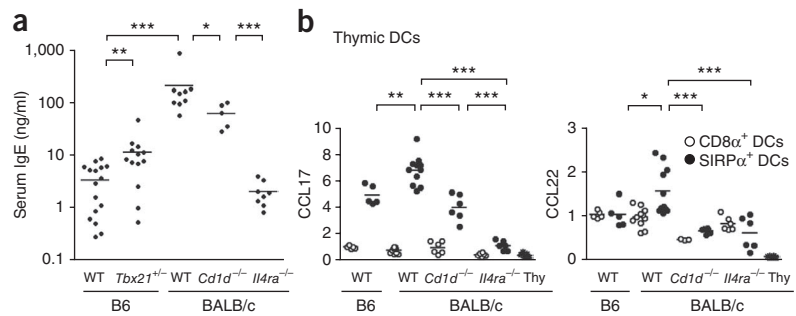 a
***
** * ***
1,000
100
10
1
0.1
Serum IgE (ng/ml)
WT Tbx21+/− WT Cd1d−/− Il4ra−/−
B6 BALB/c
b Thymic DCs
***
** *** ***
10
8
6
4
2
0
CCL17
WT WT Cd1d−/− Il4ra−/− Thy
B6 BALB/c
***
* ***
3
2
1
0
CCL22
CD8α+ DCs
SIRPα+ DCs
WT WT Cd1d−/− Il4ra−/− Thy
B6 BALB/c